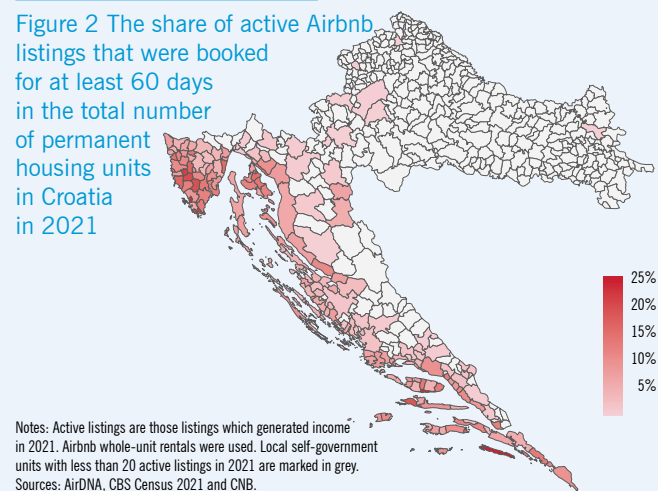 Figure 2 The share of active Airbnb
listings that were booked
for at least 60 days
in the total number
of permanent
housing units
in Croatia
in 2021
25%
20%
15%
10%
5%
Notes: Active listings are those listings which generated income
in 2021. Airbnb whole-unit rentals were used. Local self-government
units with less than 20 active listings in 2021 are marked in grey.
Sources: AirDNA, CBS Census 2021 and CNB.